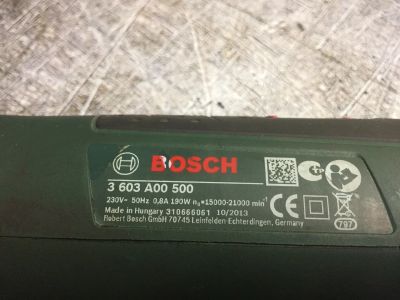 BOSCH
3 603 A00 500
230V~ 50Hz 0,8A 190W n₀=15000-21000 min⁻¹
Made in Hungary 310666061 10/2013
Robert Bosch GmbH 70745 Leinfelden-Echterdingen, Germany
CE
797